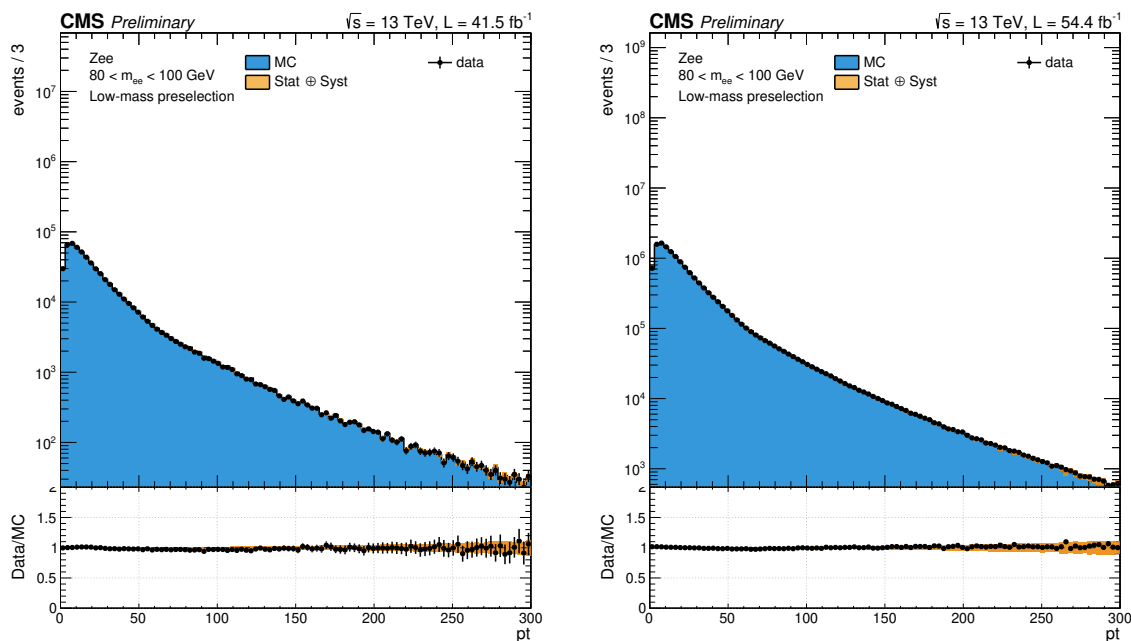 CMS Preliminary √s = 13 TeV, L = 41.5 fb⁻¹
events / 3
Zee
80 < m_ee < 100 GeV
Low-mass preselection
MC
Stat ⊕ Syst
data
10⁷
10⁶
10⁵
10⁴
10³
10²
Data/MC
2
1.5
1
0.5
0
0 50 100 150 200 250 300
pt
CMS Preliminary √s = 13 TeV, L = 54.4 fb⁻¹
events / 3
Zee
80 < m_ee < 100 GeV
Low-mass preselection
MC
Stat ⊕ Syst
data
10⁹
10⁸
10⁷
10⁶
10⁵
10⁴
10³
Data/MC
2
1.5
1
0.5
0
0 50 100 150 200 250 300
pt